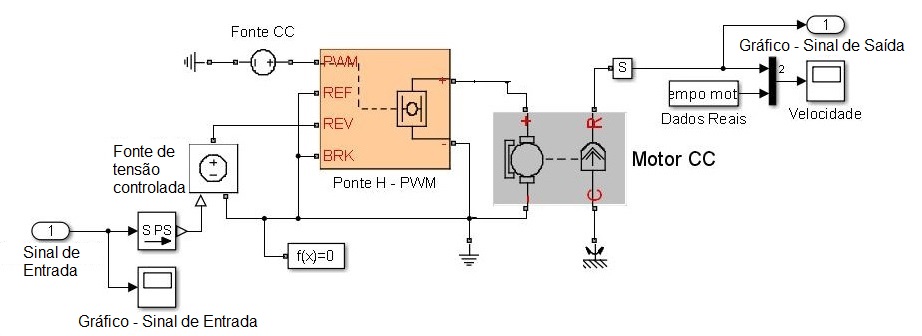 Fonte CC
PWM
REF
REV
BRK
+
-
Ponte H - PWM
Fonte de
tensão
controlada
1
Sinal de
Entrada
S PS
Gráfico - Sinal de Entrada
f(x)=0
+
-
R
C
Motor CC
S
1
Gráfico - Sinal de Saída
2
empo mot
Dados Reais
Velocidade